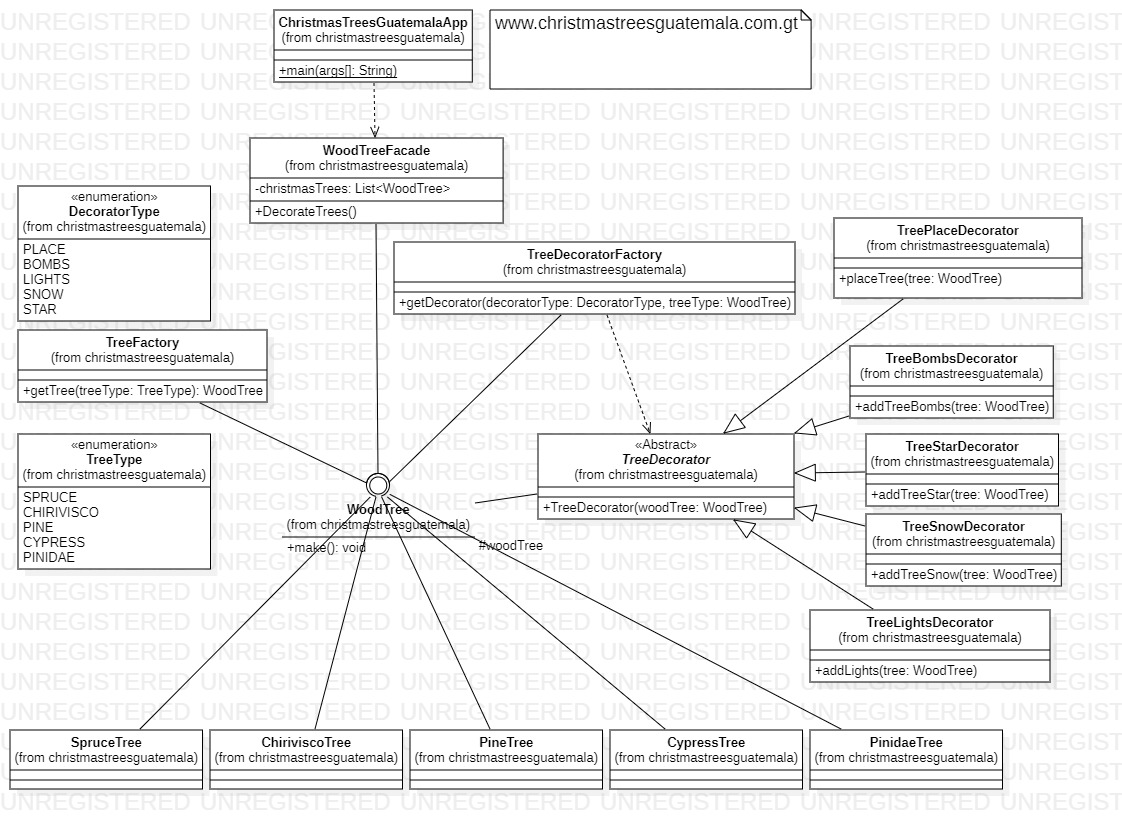 ChristmasTreesGuatemalaApp
(from christmastreesguatemala)
+main(args[]: String)
www.christmastreesguatemala.com.gt
WoodTreeFacade
(from christmastreesguatemala)
-christmasTrees: List<WoodTree>
+DecorateTrees()
«enumeration»
DecoratorType
(from christmastreesguatemala)
PLACE
BOMBS
LIGHTS
SNOW
STAR
TreeDecoratorFactory
(from christmastreesguatemala)
+getDecorator(decoratorType: DecoratorType, treeType: WoodTree)
TreePlaceDecorator
(from christmastreesguatemala)
+placeTree(tree: WoodTree)
TreeFactory
(from christmastreesguatemala)
+getTree(treeType: TreeType): WoodTree
TreeBombsDecorator
(from christmastreesguatemala)
+addTreeBombs(tree: WoodTree)
«enumeration»
TreeType
(from christmastreesguatemala)
SPRUCE
CHIRIVISCO
PINE
CYPRESS
PINIDAE
«Abstract»
TreeDecorator
(from christmastreesguatemala)
+TreeDecorator(woodTree: WoodTree)
TreeStarDecorator
(from christmastreesguatemala)
+addTreeStar(tree: WoodTree)
WoodTree
(from christmastreesguatemala)
+make(): void
#woodTree
TreeSnowDecorator
(from christmastreesguatemala)
+addTreeSnow(tree: WoodTree)
TreeLightsDecorator
(from christmastreesguatemala)
+addLights(tree: WoodTree)
SpruceTree
(from christmastreesguatemala)
ChiriviscoTree
(from christmastreesguatemala)
PineTree
(from christmastreesguatemala)
CypressTree
(from christmastreesguatemala)
PinidaeTree
(from christmastreesguatemala)
UNREGISTERED